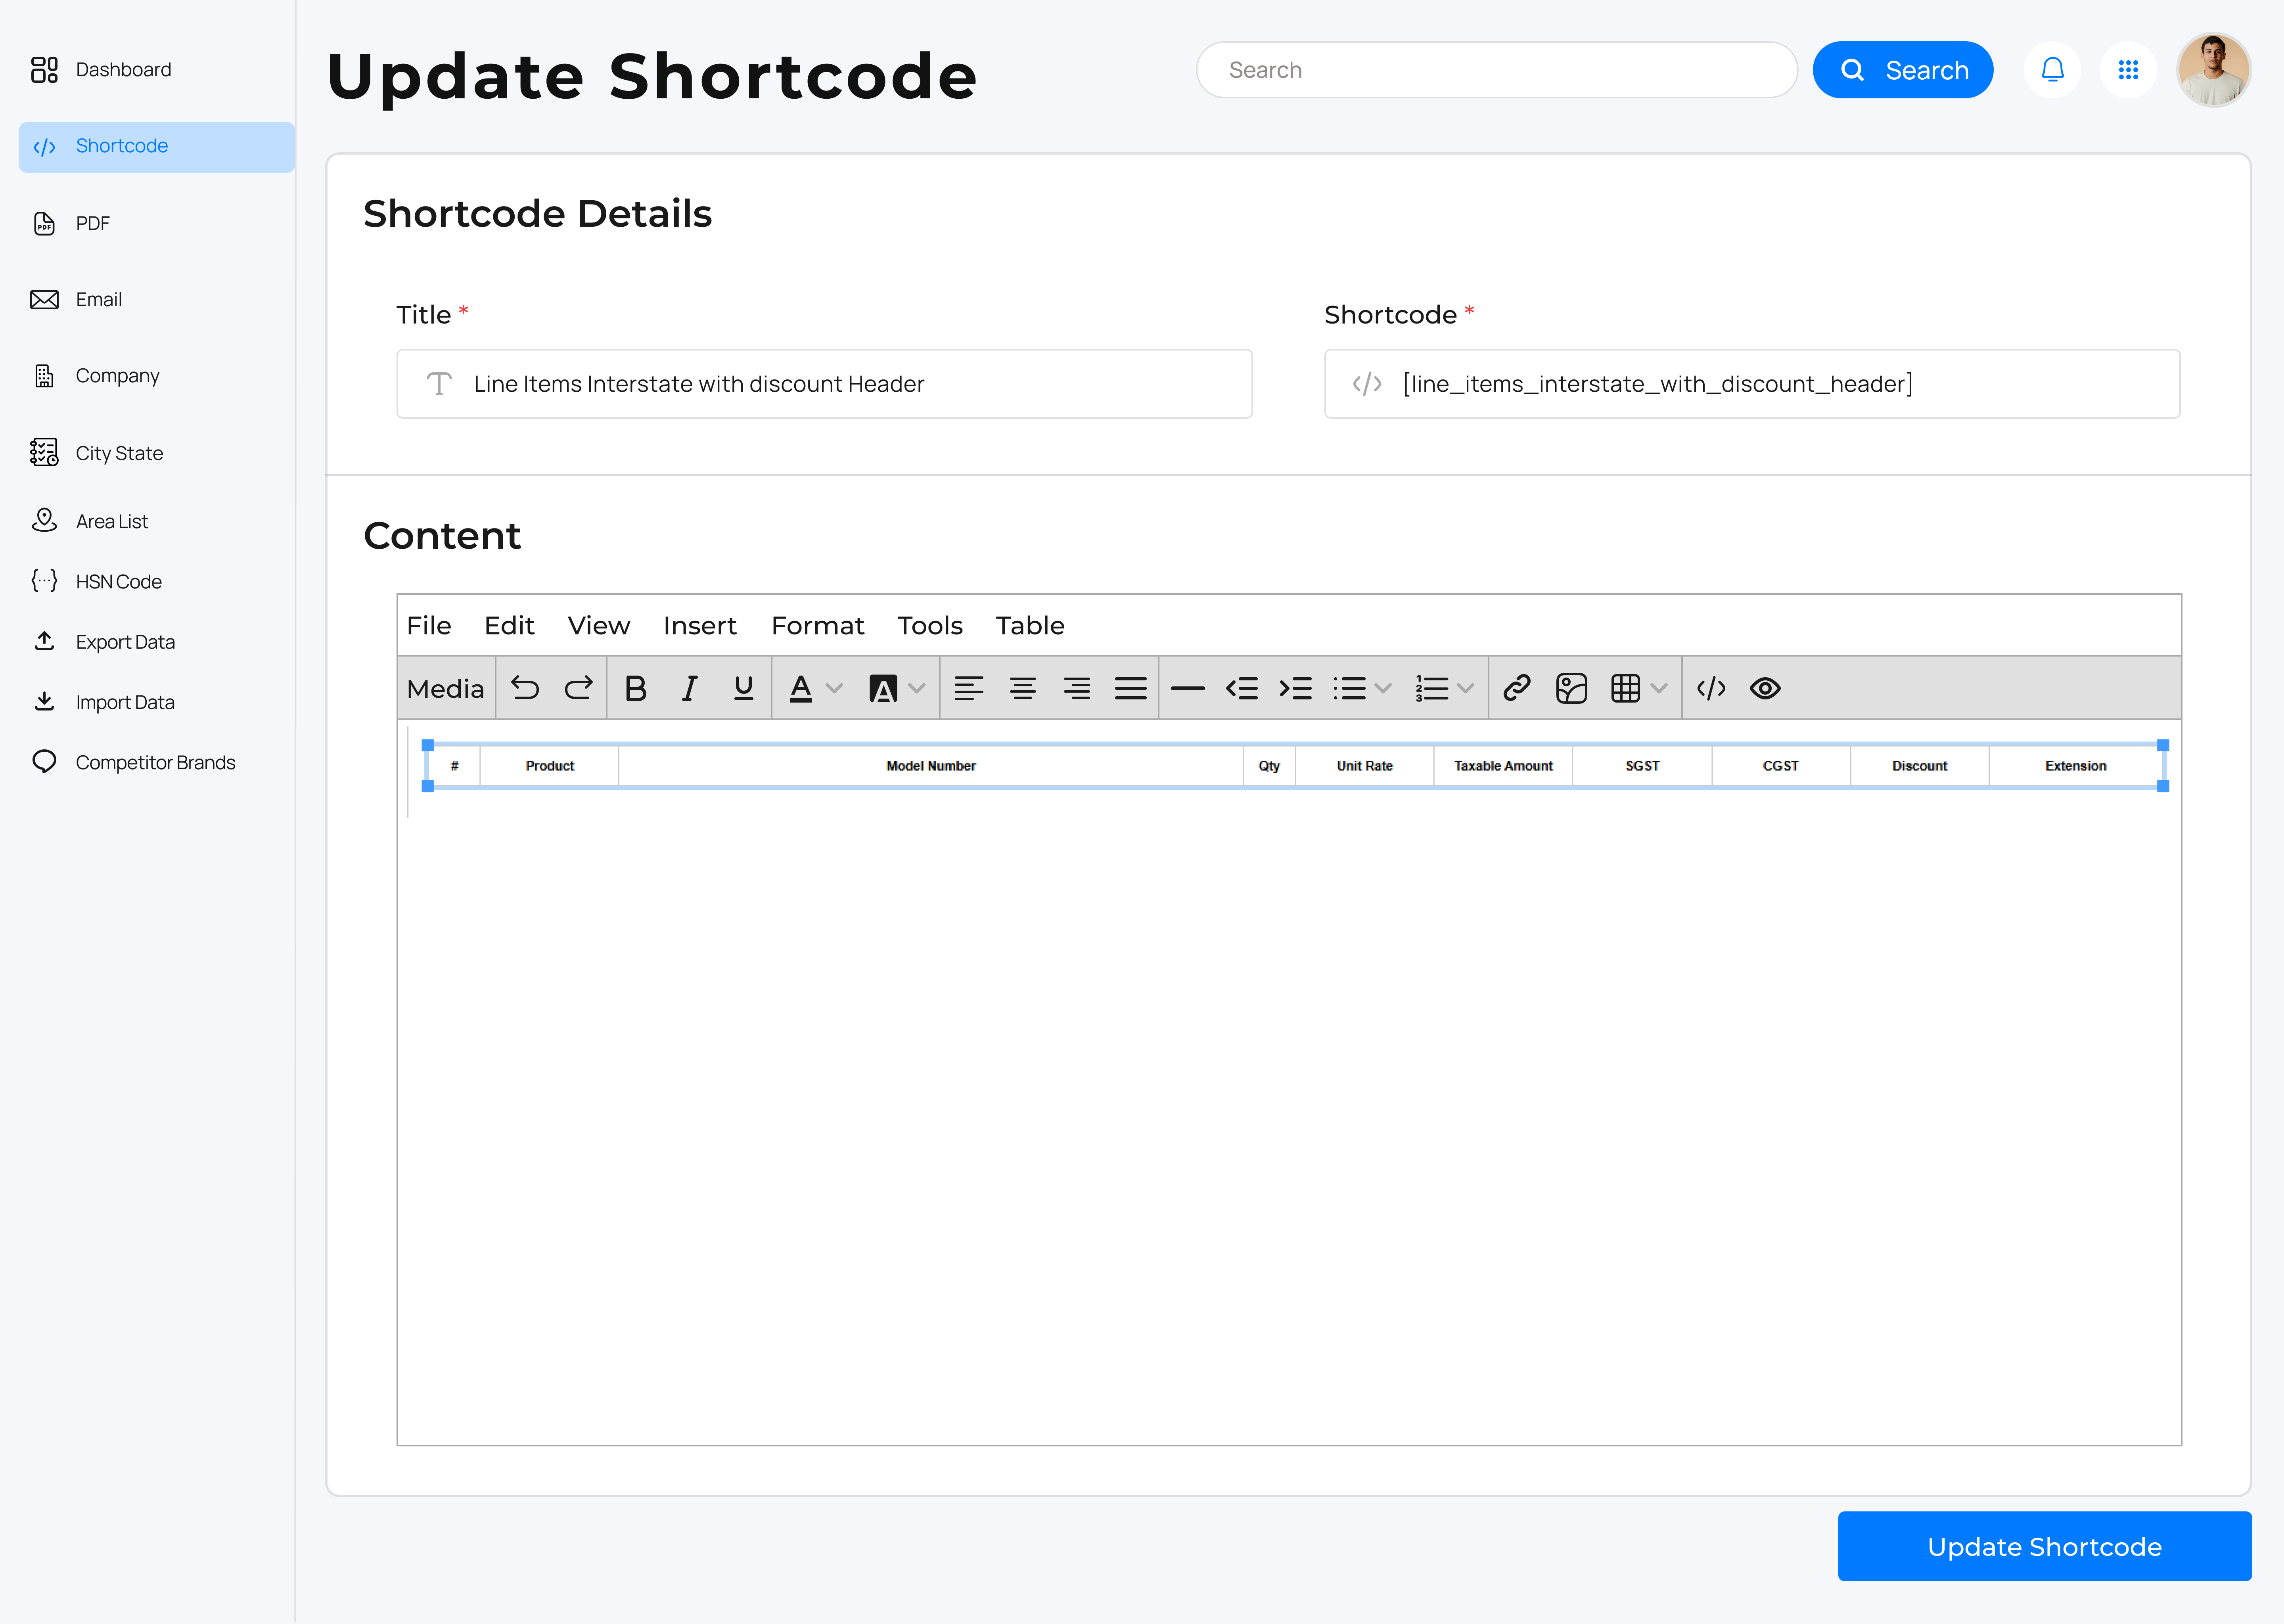 Dashboard
Shortcode
PDF
Email
Company
City State
Area List
HSN Code
Export Data
Import Data
Competitor Brands
Update Shortcode
Search
Search
Shortcode Details
Title *
Line Items Interstate with discount Header
Shortcode *
[line_items_interstate_with_discount_header]
Content
File Edit View Insert Format Tools Table
Media
# Product Model Number Qty Unit Rate Taxable Amount SGST CGST Discount Extension
Update Shortcode